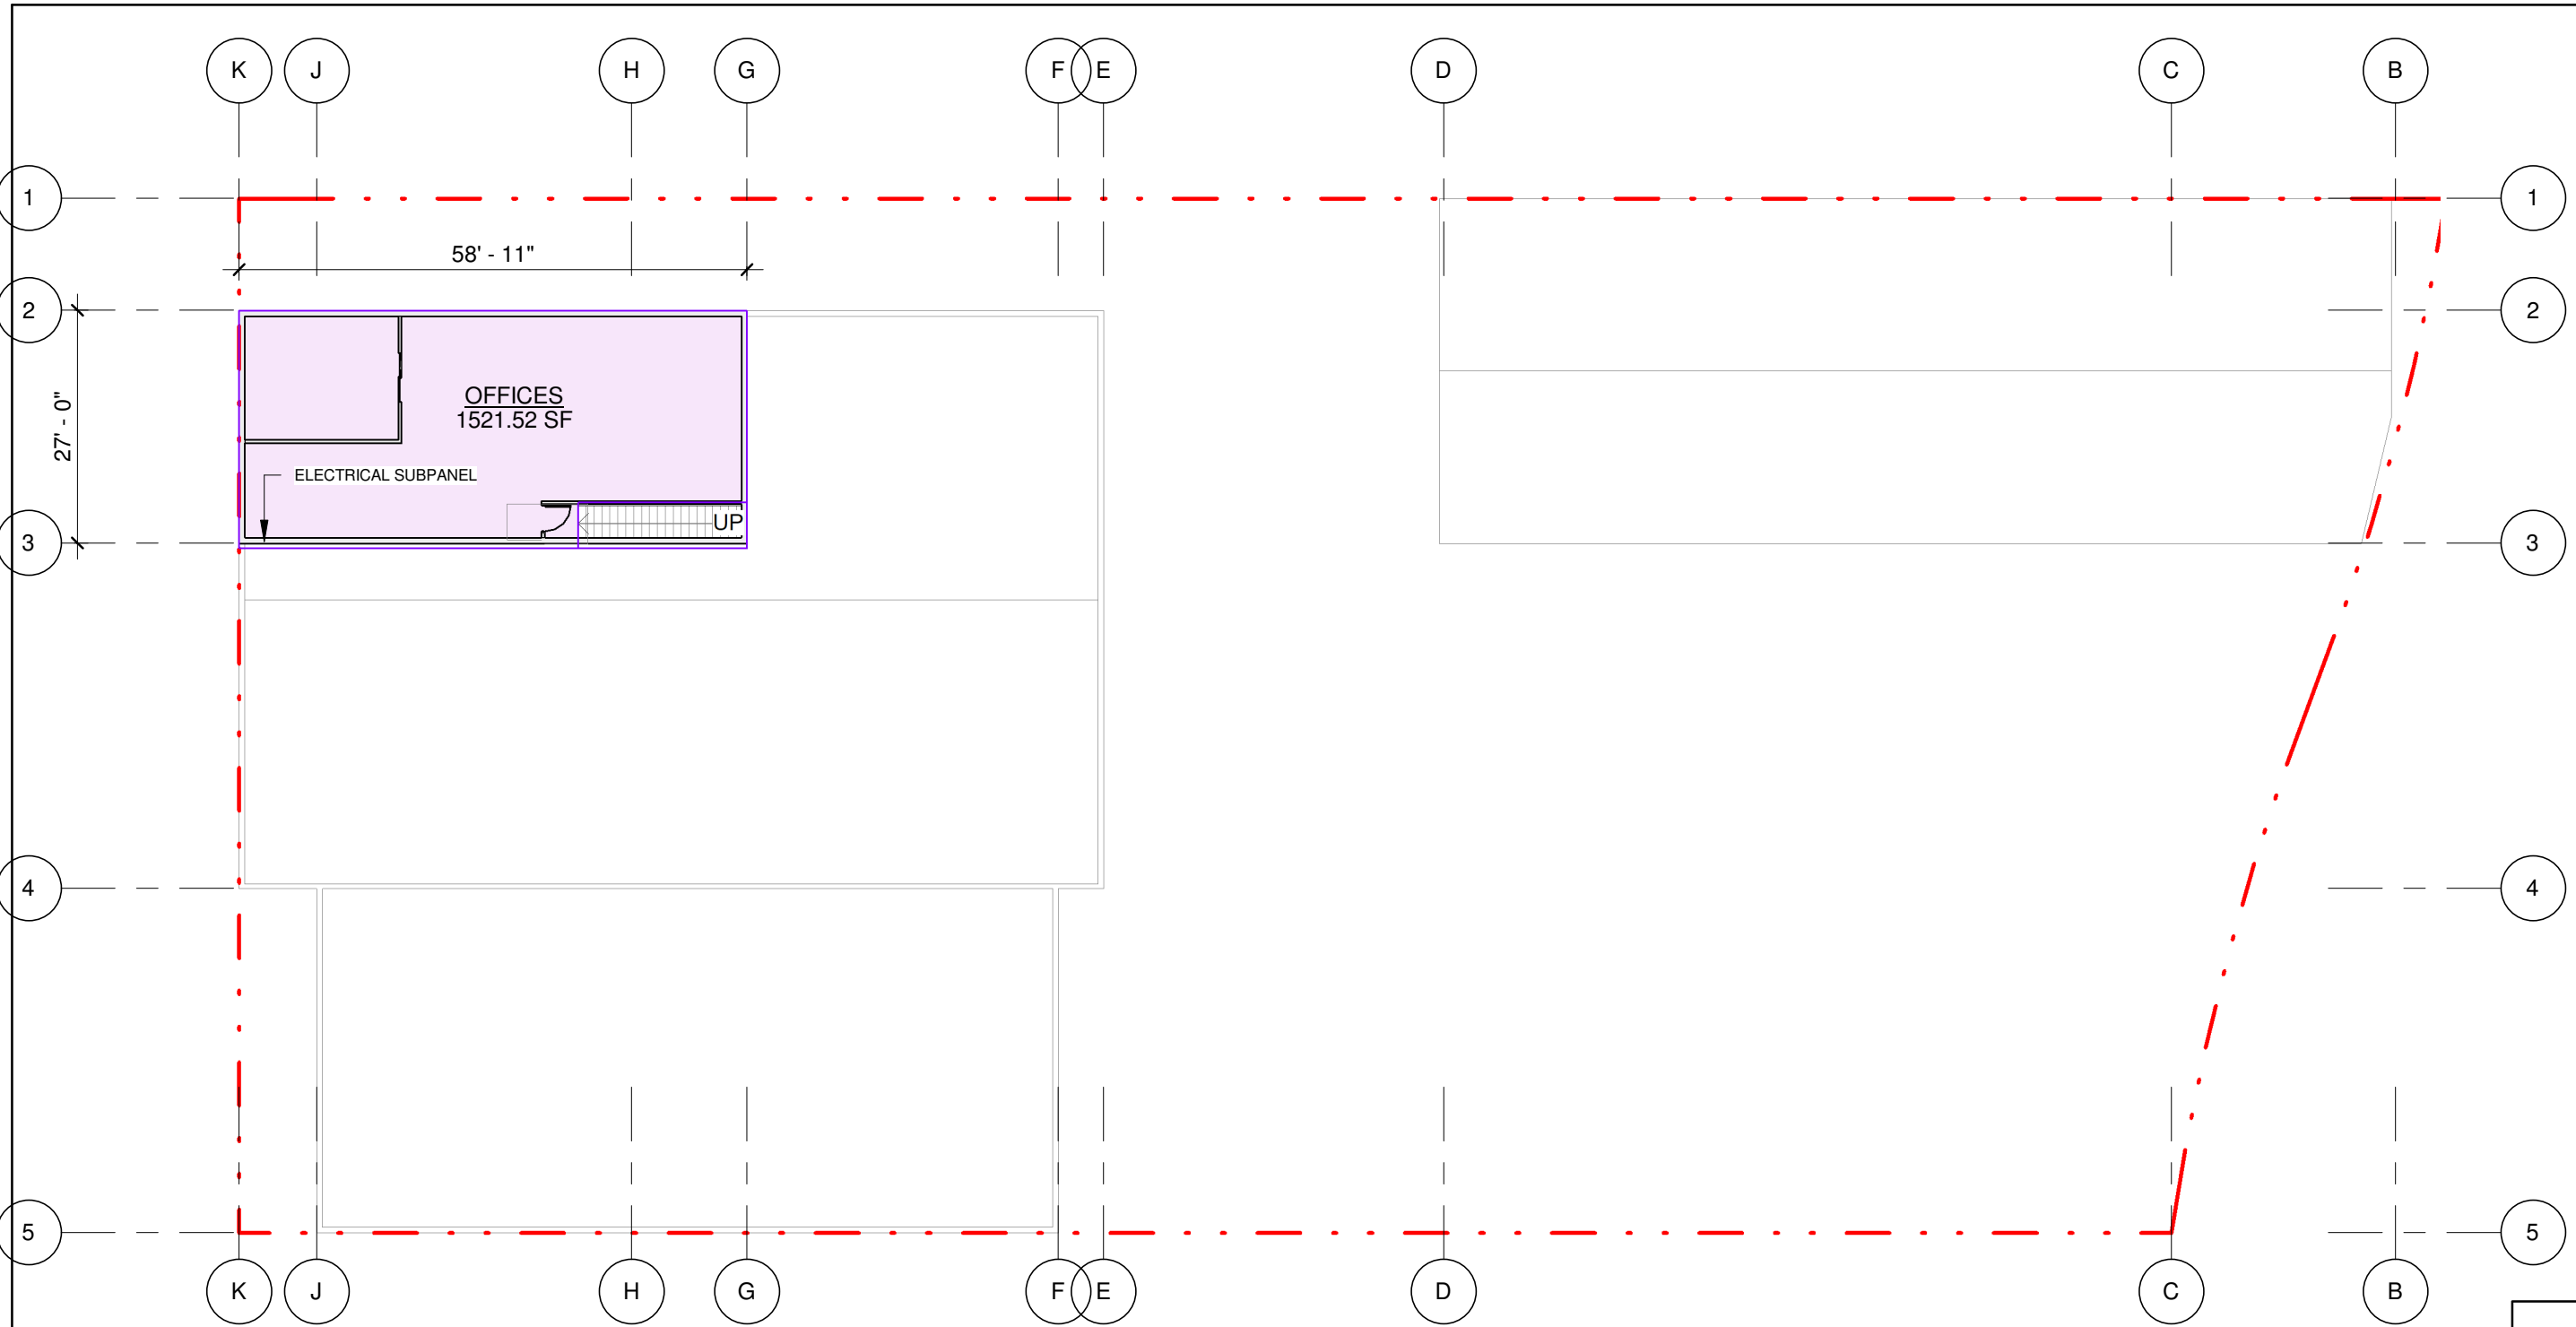 K J H G F E D C B
1 1
58' - 11"
2 2
27' - 0"
OFFICES
1521.52 SF
ELECTRICAL SUBPANEL
UP
3 3
4 4
5 5
K J H G F E D C B